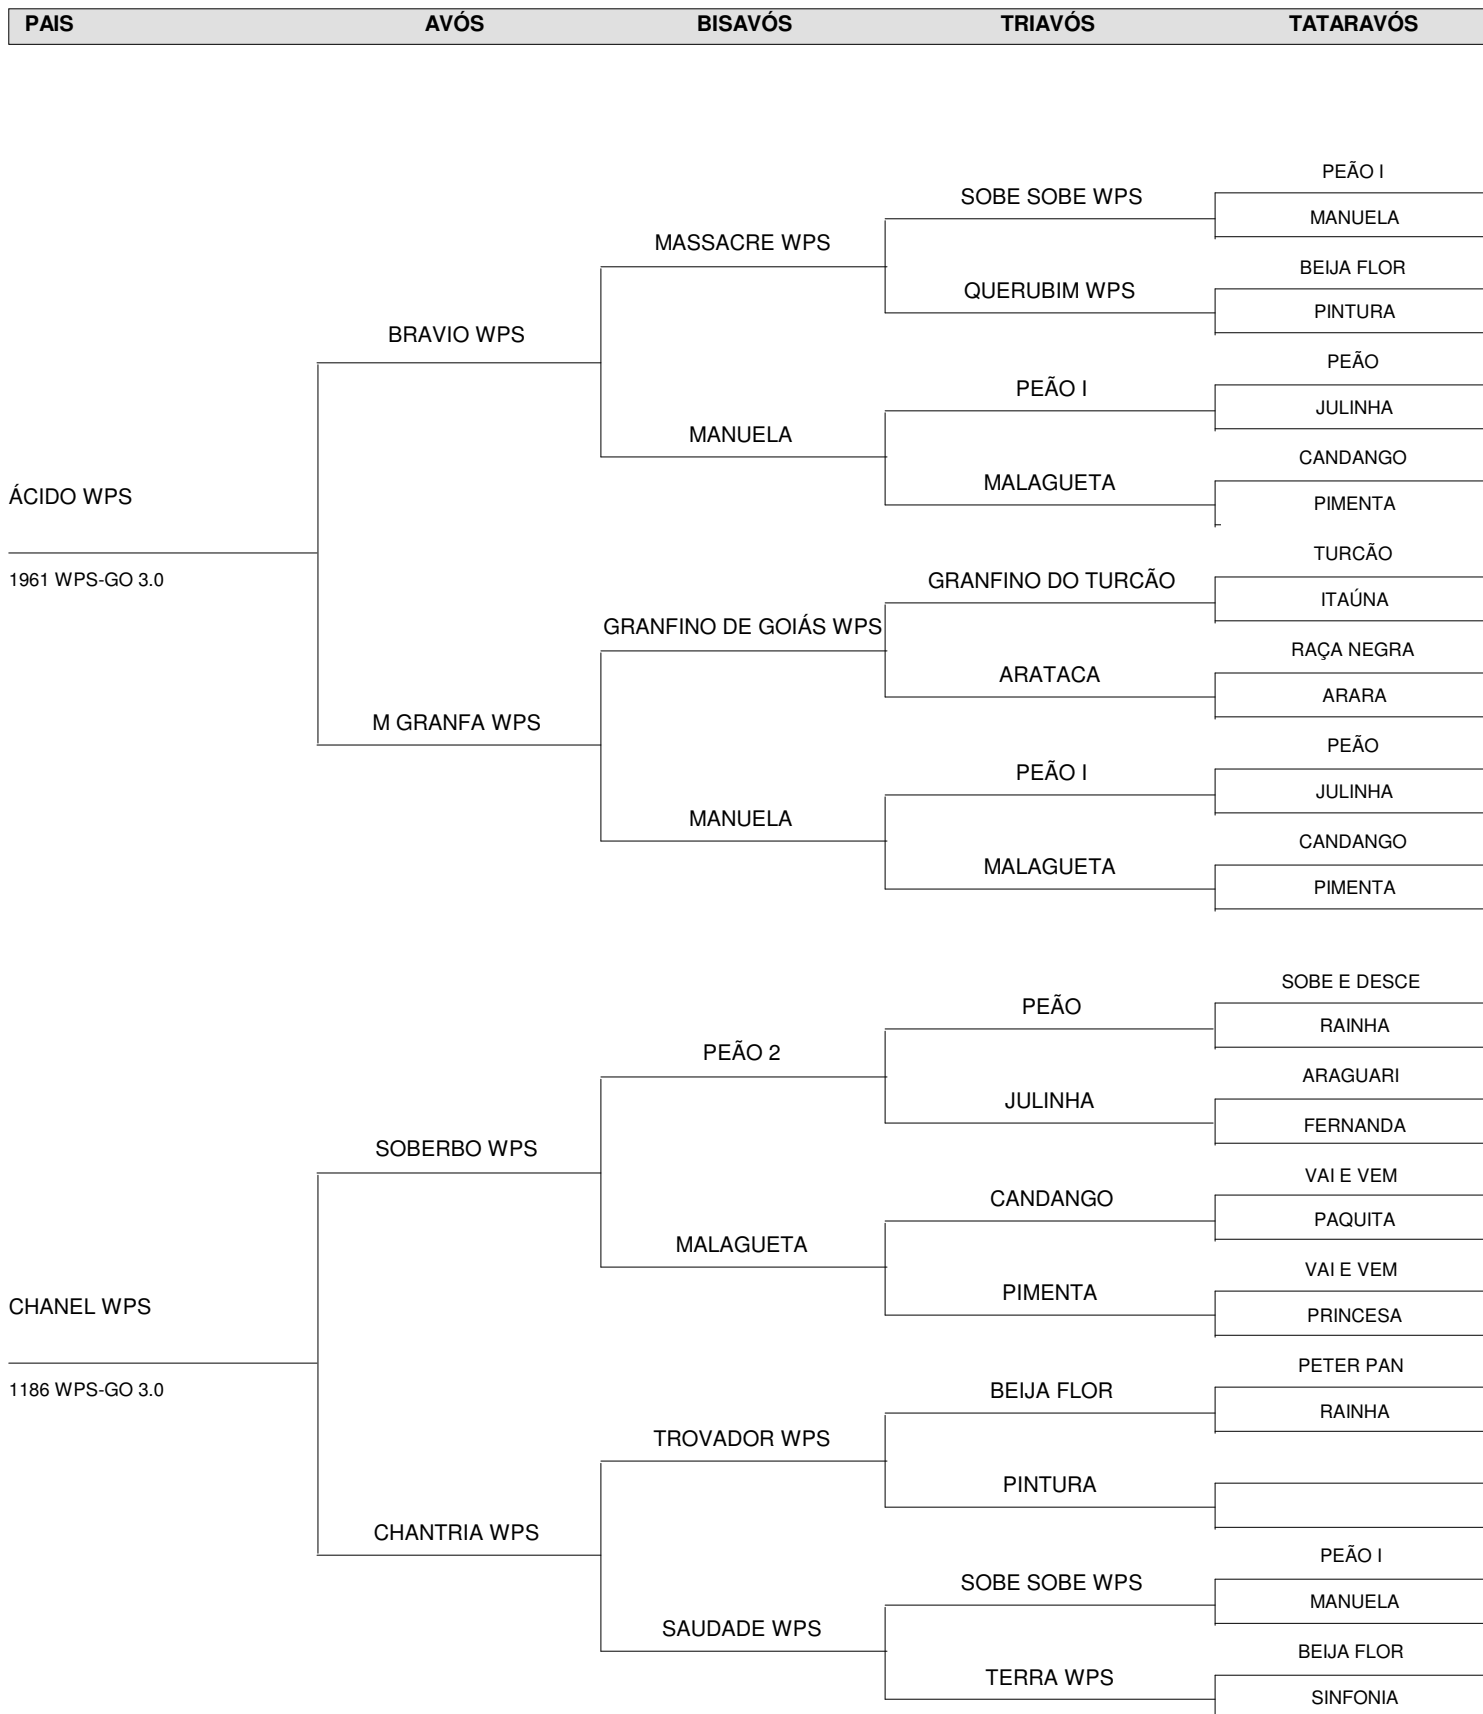 PAIS AVÓS BISAVÓS TRIAVÓS TATARAVÓS
PEÃO I
SOBE SOBE WPS
MANUELA
MASSACRE WPS
BEIJA FLOR
QUERUBIM WPS
PINTURA
BRAVIO WPS
PEÃO
PEÃO I
JULINHA
MANUELA
CANDANGO
MALAGUETA
ÁCIDO WPS
PIMENTA
TURCÃO
1961 WPS-GO 3.0
GRANFINO DO TURCÃO
ITAÚNA
GRANFINO DE GOIÁS WPS
RAÇA NEGRA
ARATACA
ARARA
M GRANFA WPS
PEÃO
PEÃO I
JULINHA
MANUELA
CANDANGO
MALAGUETA
PIMENTA
SOBE E DESCE
PEÃO
RAINHA
PEÃO 2
ARAGUARI
JULINHA
FERNANDA
SOBERBO WPS
VAI E VEM
CANDANGO
PAQUITA
MALAGUETA
VAI E VEM
PIMENTA
CHANEL WPS
PRINCESA
PETER PAN
1186 WPS-GO 3.0
BEIJA FLOR
RAINHA
TROVADOR WPS
PINTURA
CHANTRIA WPS
PEÃO I
SOBE SOBE WPS
MANUELA
SAUDADE WPS
BEIJA FLOR
TERRA WPS
SINFONIA